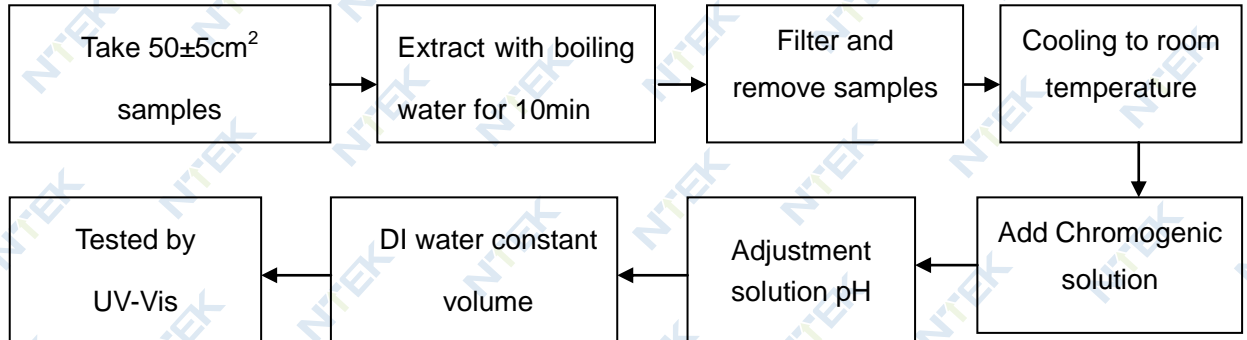 Take 50±5cm²
samples
Extract with boiling
water for 10min
Filter and
remove samples
Cooling to room
temperature
Add Chromogenic
solution
Adjustment
solution pH
DI water constant
volume
Tested by
UV-Vis